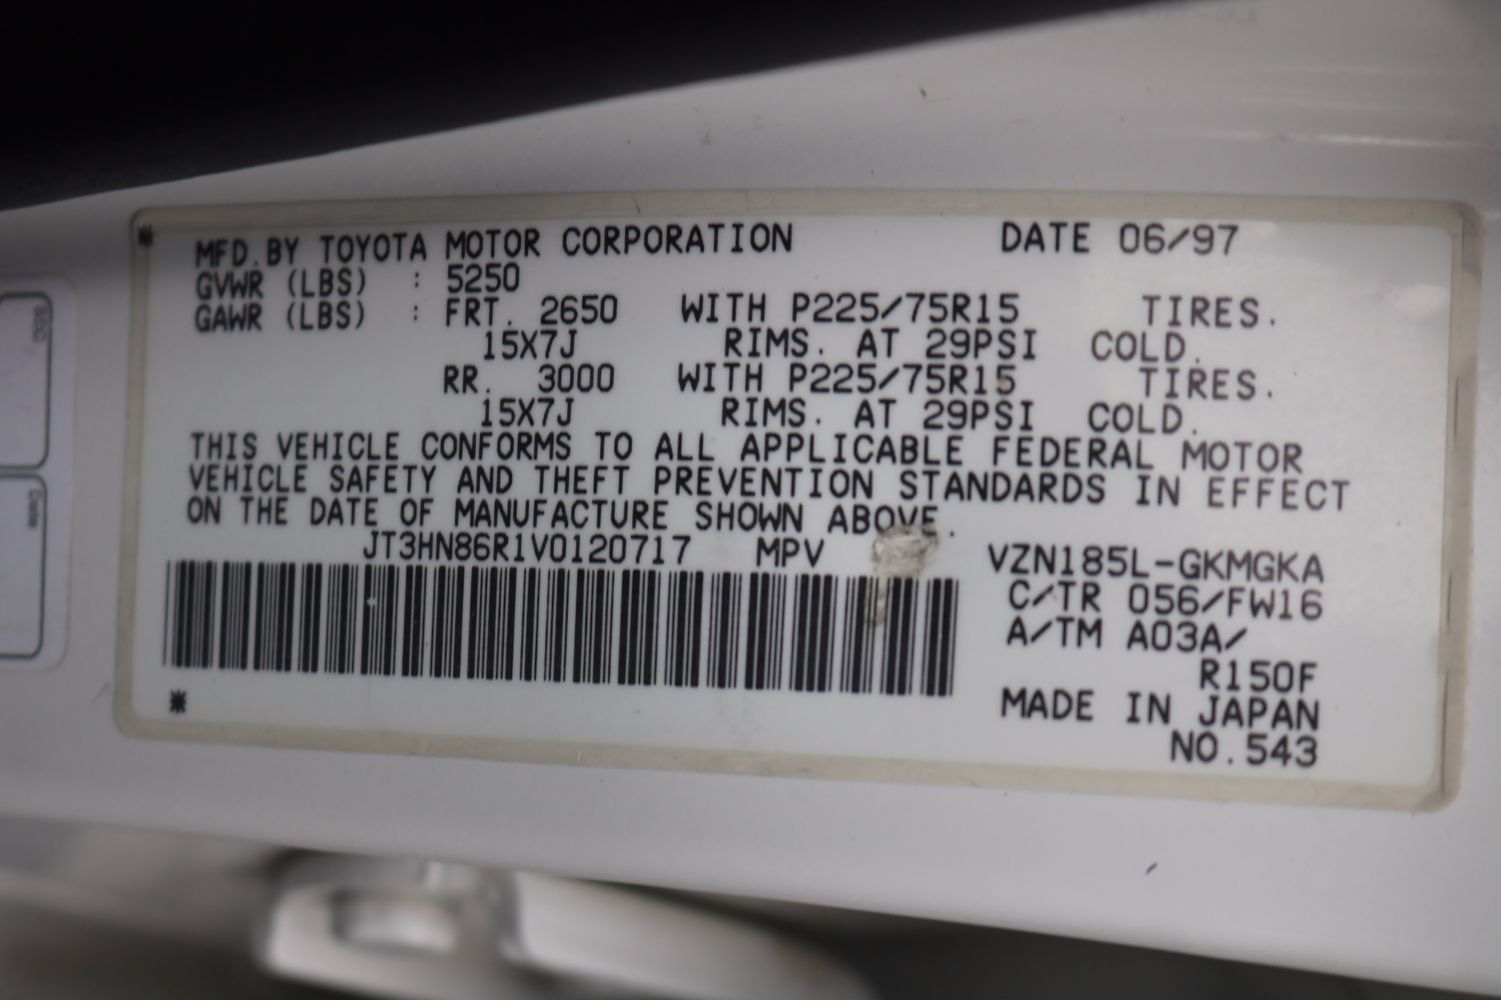 MFD.BY TOYOTA MOTOR CORPORATION DATE 06/97
GVWR (LBS) : 5250
GAWR (LBS) : FRT. 2650 WITH P225/75R15 TIRES.
15X7J RIMS. AT 29PSI COLD.
RR. 3000 WITH P225/75R15 TIRES.
15X7J RIMS. AT 29PSI COLD.
THIS VEHICLE CONFORMS TO ALL APPLICABLE FEDERAL MOTOR
VEHICLE SAFETY AND THEFT PREVENTION STANDARDS IN EFFECT
ON THE DATE OF MANUFACTURE SHOWN ABOVE.
JT3HN86R1V0120717 MPV VZN185L-GKMGKA
C/TR 056/FW16
A/TM A03A/
R150F
MADE IN JAPAN
NO.543
Date